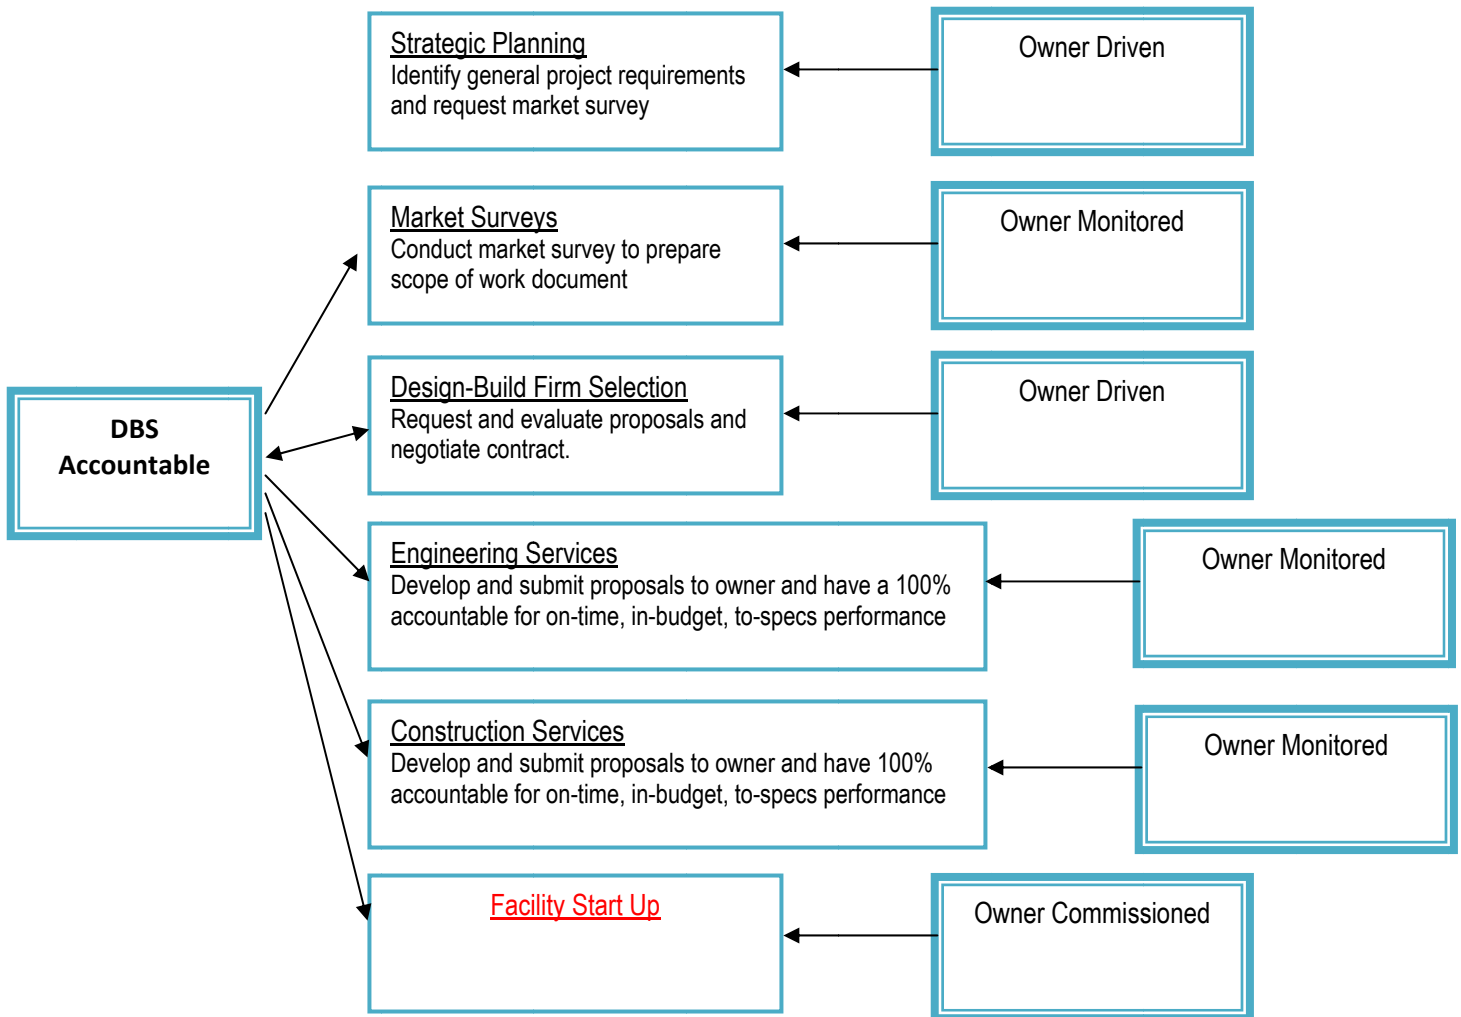 Strategic Planning
Identify general project requirements
and request market survey
Owner Driven
Market Surveys
Conduct market survey to prepare
scope of work document
Owner Monitored
DBS
Accountable
Design-Build Firm Selection
Request and evaluate proposals and
negotiate contract.
Owner Driven
Engineering Services
Develop and submit proposals to owner and have a 100%
accountable for on-time, in-budget, to-specs performance
Owner Monitored
Construction Services
Develop and submit proposals to owner and have 100%
accountable for on-time, in-budget, to-specs performance
Owner Monitored
Facility Start Up
Owner Commissioned